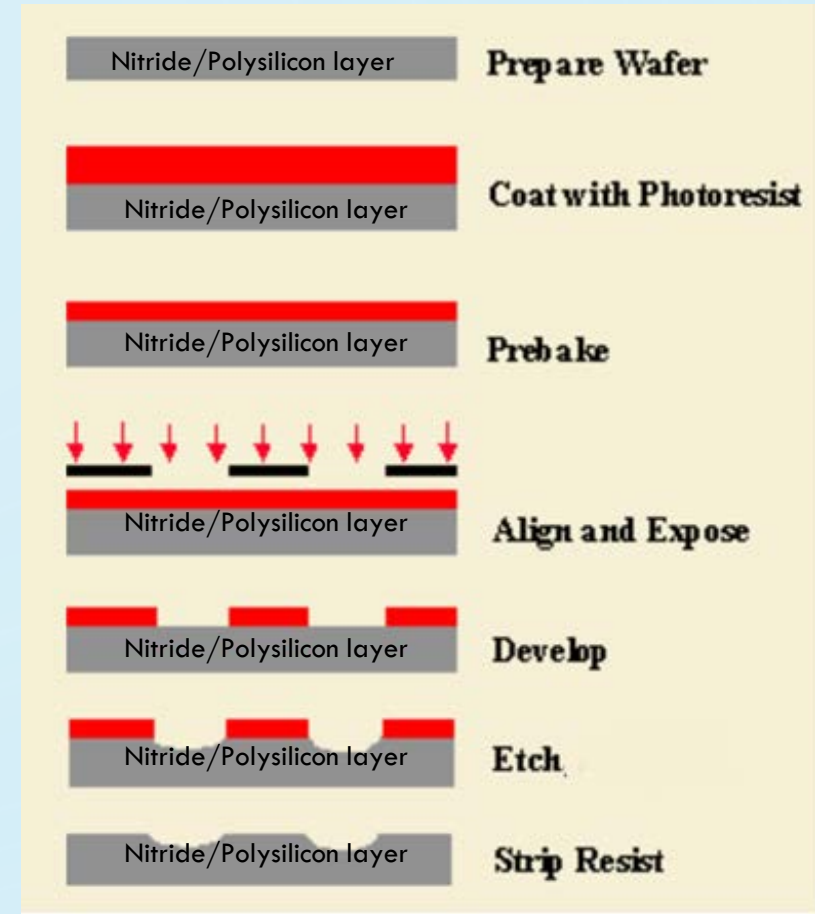 Nitride/Polysilicon layer
Prepare Wafer
Nitride/Polysilicon layer
Coat with Photoresist
Nitride/Polysilicon layer
Prebake
Nitride/Polysilicon layer
Align and Expose
Nitride/Polysilicon layer
Develop
Nitride/Polysilicon layer
Etch
Nitride/Polysilicon layer
Strip Resist